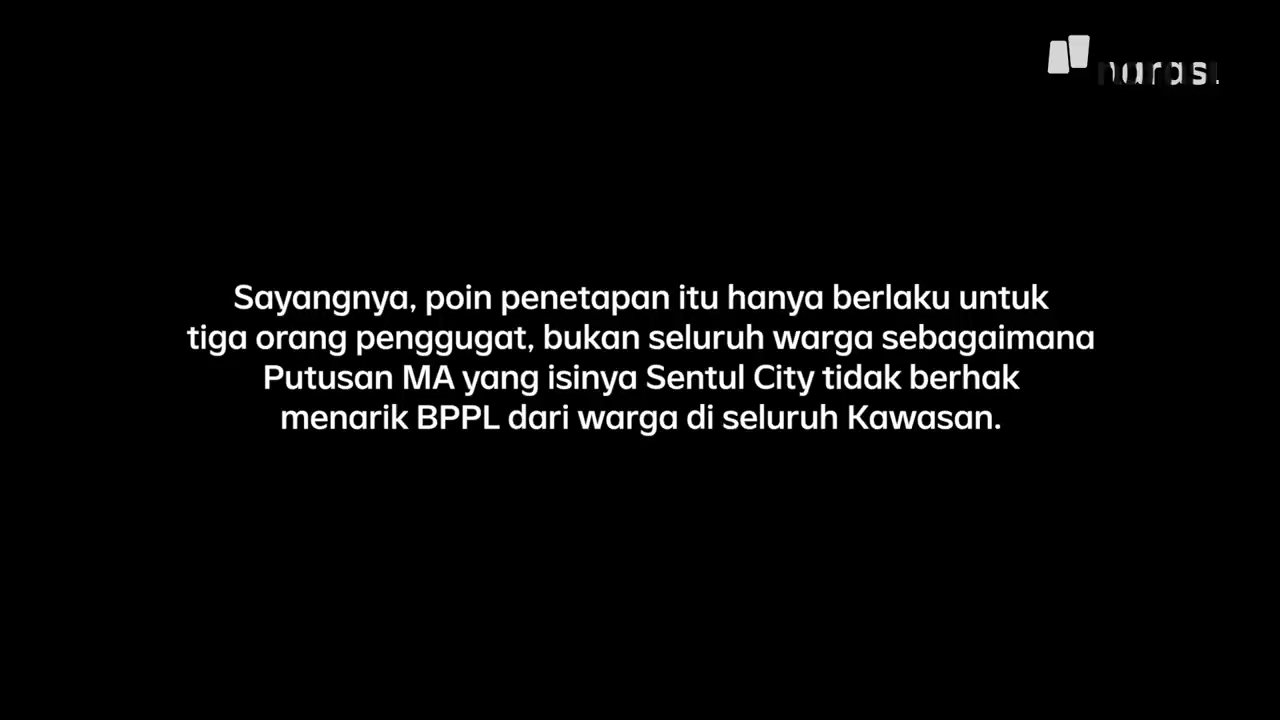 narasi
Sayangnya, poin penetapan itu hanya berlaku untuk
tiga orang penggugat, bukan seluruh warga sebagaimana
Putusan MA yang isinya Sentul City tidak berhak
menarik BPPL dari warga di seluruh Kawasan.